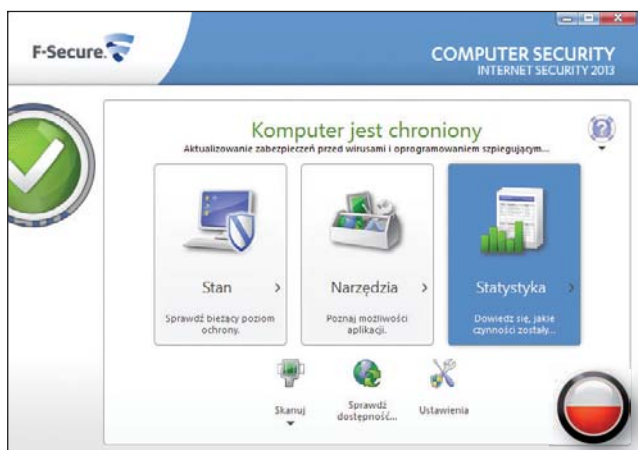 F-Secure.
COMPUTER SECURITY
INTERNET SECURITY 2013
Komputer jest chroniony
Aktualizowanie zabezpieczeń przed wirusami i oprogramowaniem szpiegującym...
Stan
Sprawdź bieżący poziom
ochrony.
Narzędzia
Poznaj możliwości
aplikacji.
Statystyka
Dowiedz się, jakie
czynności zostały...
Skanuj
Sprawdź
dostępność...
Ustawienia